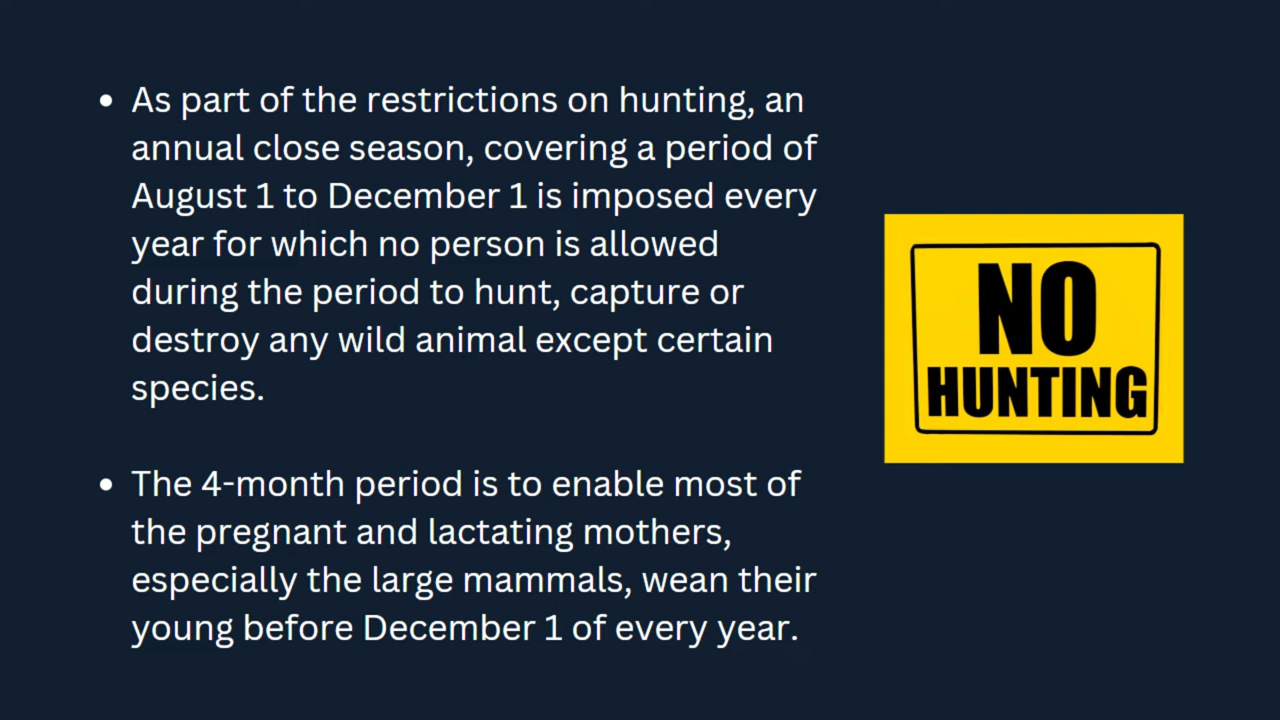 • As part of the restrictions on hunting, an
annual close season, covering a period of
August 1 to December 1 is imposed every
year for which no person is allowed
during the period to hunt, capture or
destroy any wild animal except certain
species.
• The 4-month period is to enable most of
the pregnant and lactating mothers,
especially the large mammals, wean their
young before December 1 of every year.
NO
HUNTING